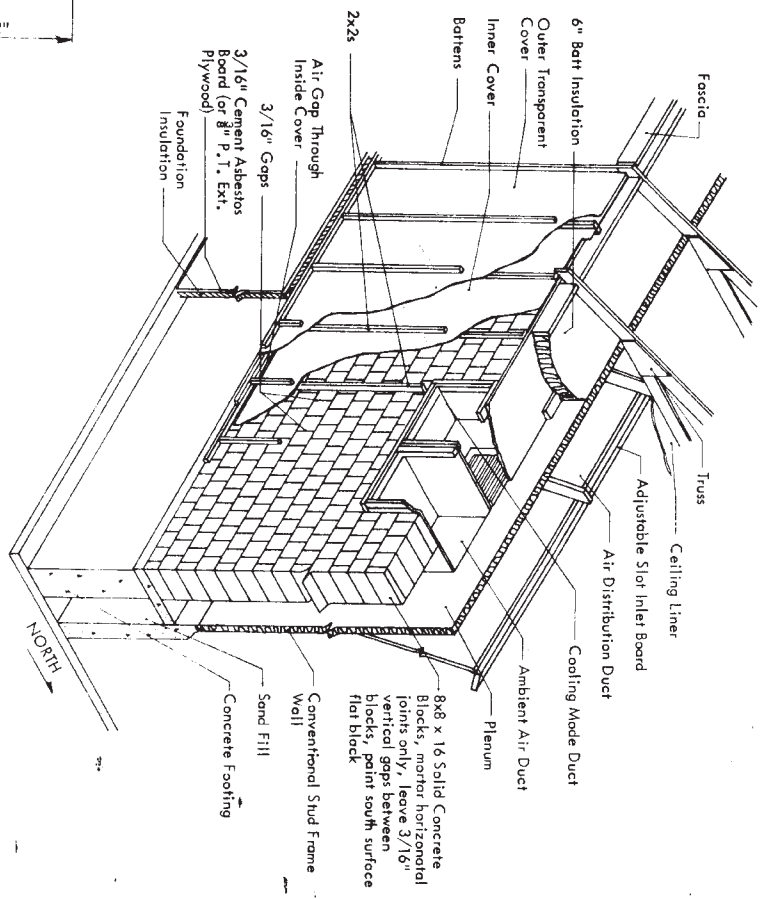 Fascia
6" Batt Insulation
Outer Transparent
Cover
Inner Cover
Battens
2x2s
Air Gap Through
Inside Cover
3/16" Gaps
3/16" Cement Asbestos
Board (or ⅜" P.T. Ext.
Plywood)
Foundation
Insulation
Truss
Ceiling Liner
Adjustable Slot Inlet Board
Air Distribution Duct
Cooling Mode Duct
Ambient Air Duct
Plenum
8x8 x 16 Solid Concrete
Blocks, mortar horizonatal
joints only, leave 3/16"
vertical gaps between
blocks, paint south surface
flat black
Conventional Stud Frame
Wall
Sand Fill
Concrete Footing
NORTH